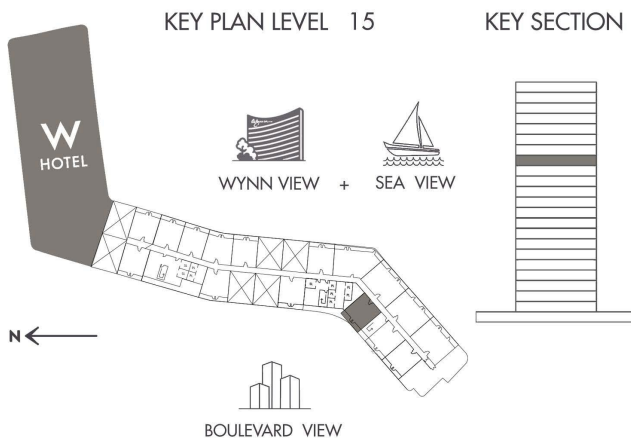 KEY PLAN LEVEL 15
KEY SECTION
W
HOTEL
WYNN VIEW + SEA VIEW
N
BOULEVARD VIEW